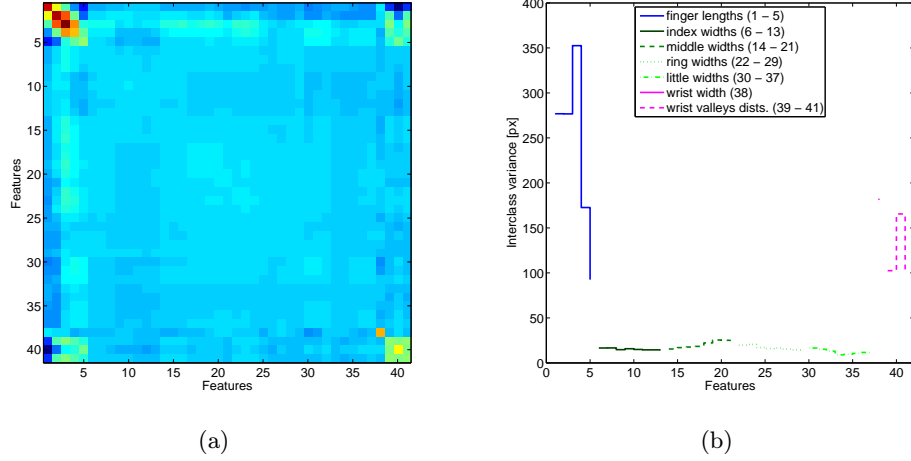 5
10
15
20
25
30
35
40
5 10 15 20 25 30 35 40
Features
Features
(a)
400
350
300
250
200
150
100
50
0
0 5 10 15 20 25 30 35 40
Interclass variance [px]
Features
finger lengths (1 – 5)
index widths (6 – 13)
middle widths (14 – 21)
ring widths (22 – 29)
little widths (30 – 37)
wrist width (38)
wrist valleys dists. (39 – 41)
(b)